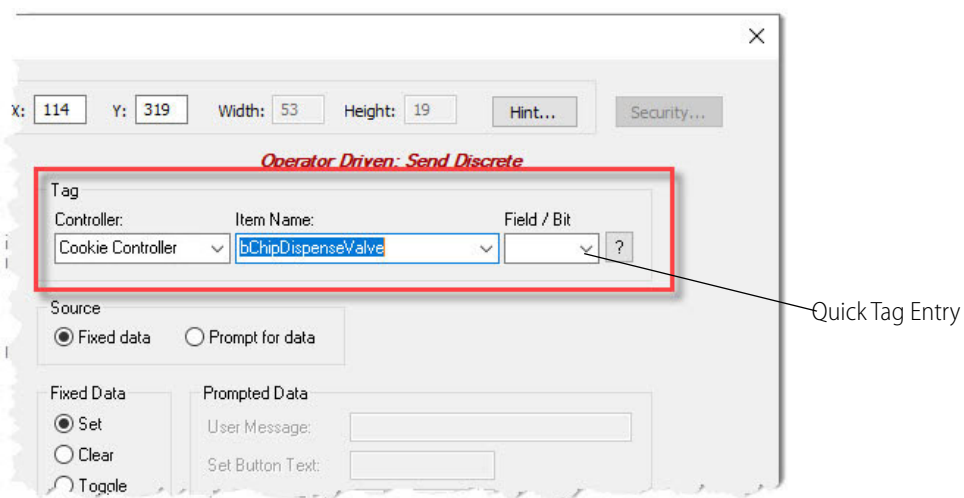 X: 114 Y: 319 Width: 53 Height: 19 Hint... Security...
Operator Driven: Send Discrete
Tag
Controller: Item Name: Field / Bit
Cookie Controller bChipDispenseValve ?
Quick Tag Entry
Source
Fixed data Prompt for data
Fixed Data Prompted Data
Set User Message:
Clear Set Button Text:
Toggle